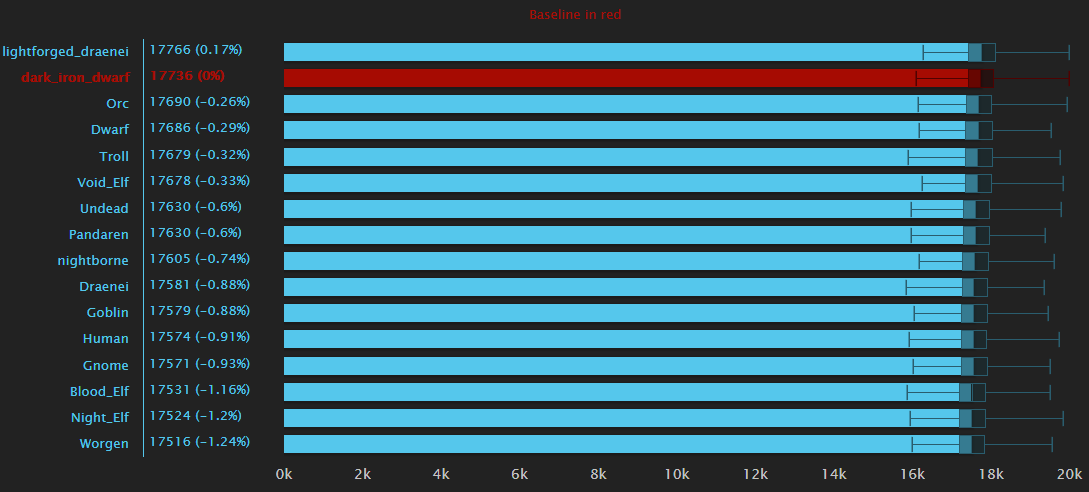 Baseline in red
lightforged_draenei 17766 (0.17%)
dark_iron_dwarf 17736 (0%)
Orc 17690 (−0.26%)
Dwarf 17686 (−0.29%)
Troll 17679 (−0.32%)
Void_Elf 17678 (−0.33%)
Undead 17630 (−0.6%)
Pandaren 17630 (−0.6%)
nightborne 17605 (−0.74%)
Draenei 17581 (−0.88%)
Goblin 17579 (−0.88%)
Human 17574 (−0.91%)
Gnome 17571 (−0.93%)
Blood_Elf 17531 (−1.16%)
Night_Elf 17524 (−1.2%)
Worgen 17516 (−1.24%)
0k 2k 4k 6k 8k 10k 12k 14k 16k 18k 20k